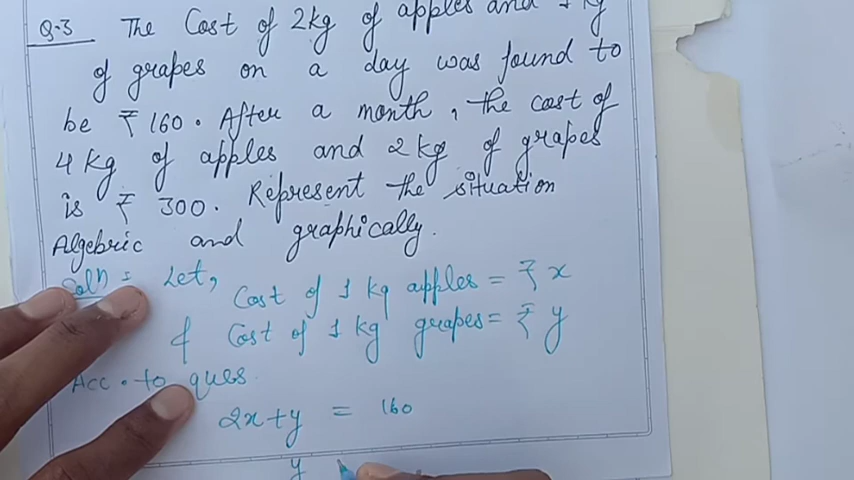 Q.3 The Cost of 2kg of apples and 1 kg
of grapes on a day was found to
be ₹ 160. After a month, the cost of
4 kg of apples and 2 kg of grapes
is ₹ 300. Represent the situation
Algebric and graphically.
Soln = Let,
Cost of 1 kg apples = ₹ x
& Cost of 1 kg grapes = ₹ y
Acc. to ques.
2x+y = 160
y